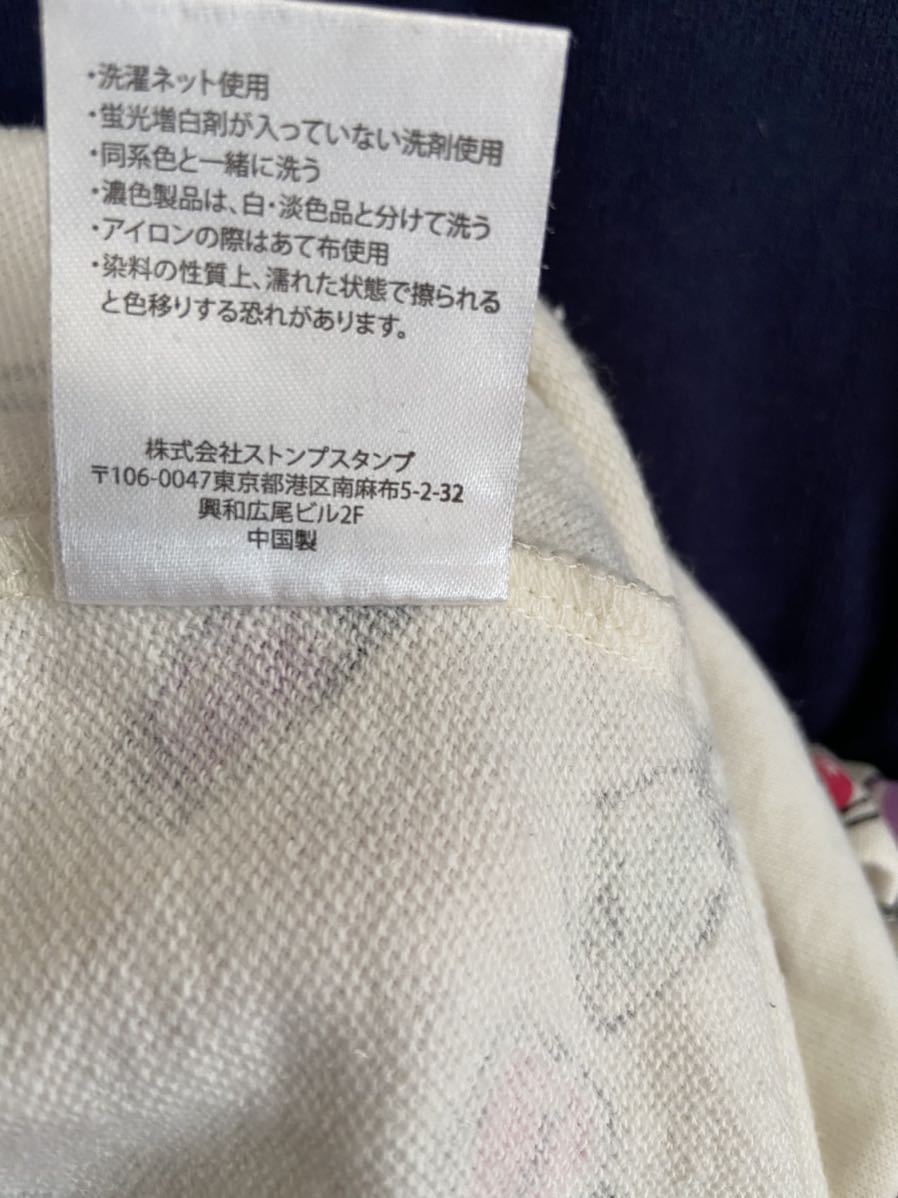 ・洗濯ネット使用
・蛍光増白剤が入っていない洗剤使用
・同系色と一緒に洗う
・濃色製品は、白・淡色品と分けて洗う
・アイロンの際はあて布使用
・染料の性質上、濡れた状態で擦られる
と色移りする恐れがあります。
株式会社ストンプスタンプ
〒106-0047東京都港区南麻布5-2-32
興和広尾ビル2F
中国製